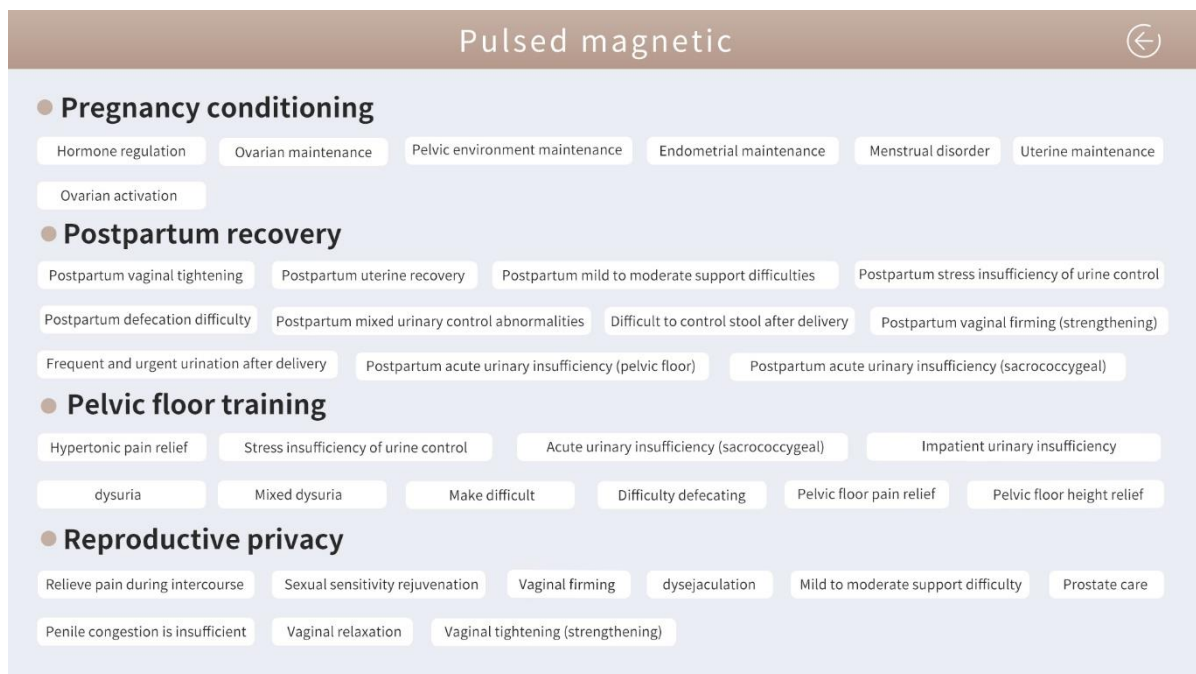 Pulsed magnetic
Pregnancy conditioning
Hormone regulation Ovarian maintenance Pelvic environment maintenance Endometrial maintenance Menstrual disorder Uterine maintenance
Ovarian activation
Postpartum recovery
Postpartum vaginal tightening Postpartum uterine recovery Postpartum mild to moderate support difficulties Postpartum stress insufficiency of urine control
Postpartum defecation difficulty Postpartum mixed urinary control abnormalities Difficult to control stool after delivery Postpartum vaginal firming (strengthening)
Frequent and urgent urination after delivery Postpartum acute urinary insufficiency (pelvic floor) Postpartum acute urinary insufficiency (sacrococcygeal)
Pelvic floor training
Hypertonic pain relief Stress insufficiency of urine control Acute urinary insufficiency (sacrococcygeal) Impatient urinary insufficiency
dysuria Mixed dysuria Make difficult Difficulty defecating Pelvic floor pain relief Pelvic floor height relief
Reproductive privacy
Relieve pain during intercourse Sexual sensitivity rejuvenation Vaginal firming dysejaculation Mild to moderate support difficulty Prostate care
Penile congestion is insufficient Vaginal relaxation Vaginal tightening (strengthening)